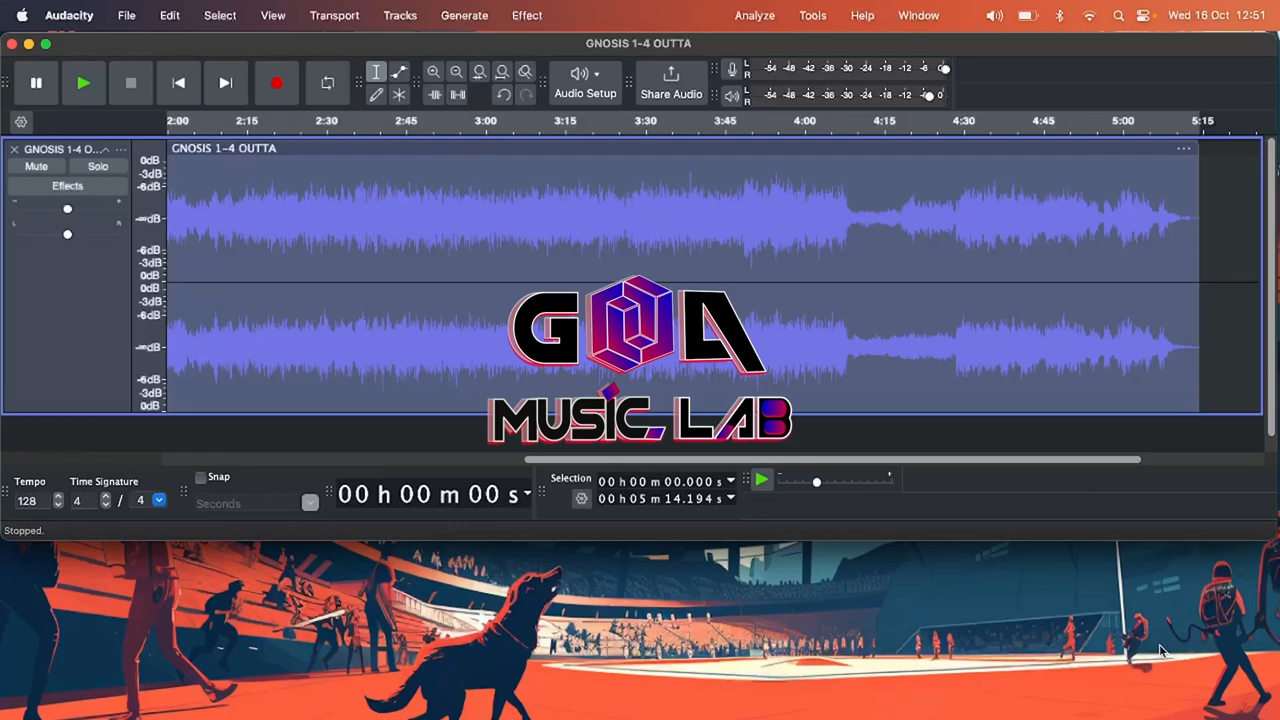 Audacity File Edit Select View Transport Tracks Generate Effect Analyze Tools Help Window Wed 16 Oct 12:51
GNOSIS 1-4 OUTTA
L -54 -48 -42 -36 -30 -24 -18 -12 -6 0
R
Audio Setup Share Audio
L -54 -48 -42 -36 -30 -24 -18 -12 -6 0
R
2:00 2:15 2:30 2:45 3:00 3:15 3:30 3:45 4:00 4:15 4:30 4:45 5:00 5:15
GNOSIS 1-4 O... GNOSIS 1-4 OUTTA
Mute Solo
Effects
- +
L R
0dB
-3dB
-6dB
-∞dB
-6dB
-3dB
0dB
0dB
-3dB
-6dB
-∞dB
-6dB
-3dB
0dB
GOA
MUSIC LAB
Tempo Time Signature Snap Selection
128 4 / 4 Seconds 00 h 00 m 00 s 00 h 00 m 00.000 s
00 h 05 m 14.194 s
Stopped.